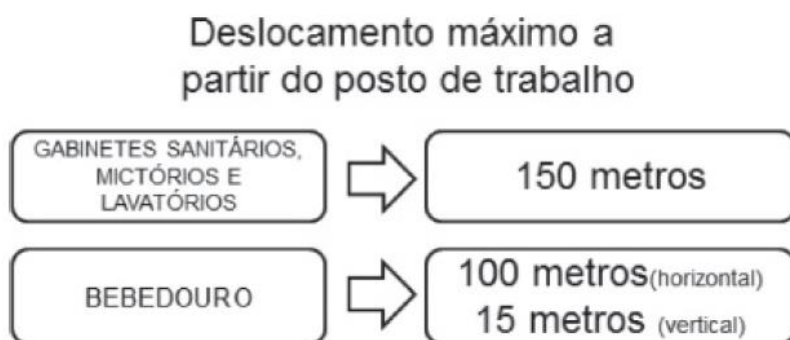 Deslocamento máximo a
partir do posto de trabalho
GABINETES SANITÁRIOS,
MICTÓRIOS E
LAVATÓRIOS
150 metros
BEBEDOURO
100 metros(horizontal)
15 metros (vertical)